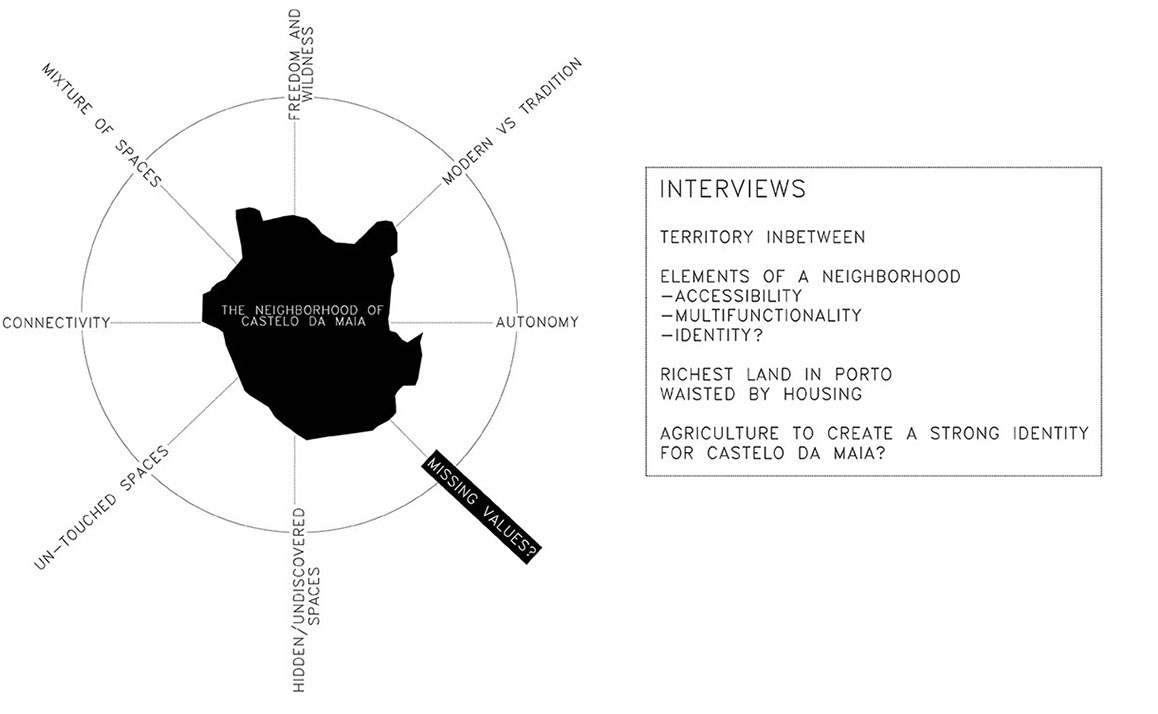 FREEDOM AND
WILDNESS
MIXTURE OF SPACES
MODERN VS TRADITION
CONNECTIVITY
THE NEIGHBORHOOD OF
CASTELO DA MAIA
AUTONOMY
UN-TOUCHED SPACES
MISSING VALUES?
HIDDEN/UNDISCOVERED
SPACES
INTERVIEWS
TERRITORY INBETWEEN
ELEMENTS OF A NEIGHBORHOOD
-ACCESSIBILITY
-MULTIFUNCTIONALITY
-IDENTITY?
RICHEST LAND IN PORTO
WAISTED BY HOUSING
AGRICULTURE TO CREATE A STRONG IDENTITY
FOR CASTELO DA MAIA?